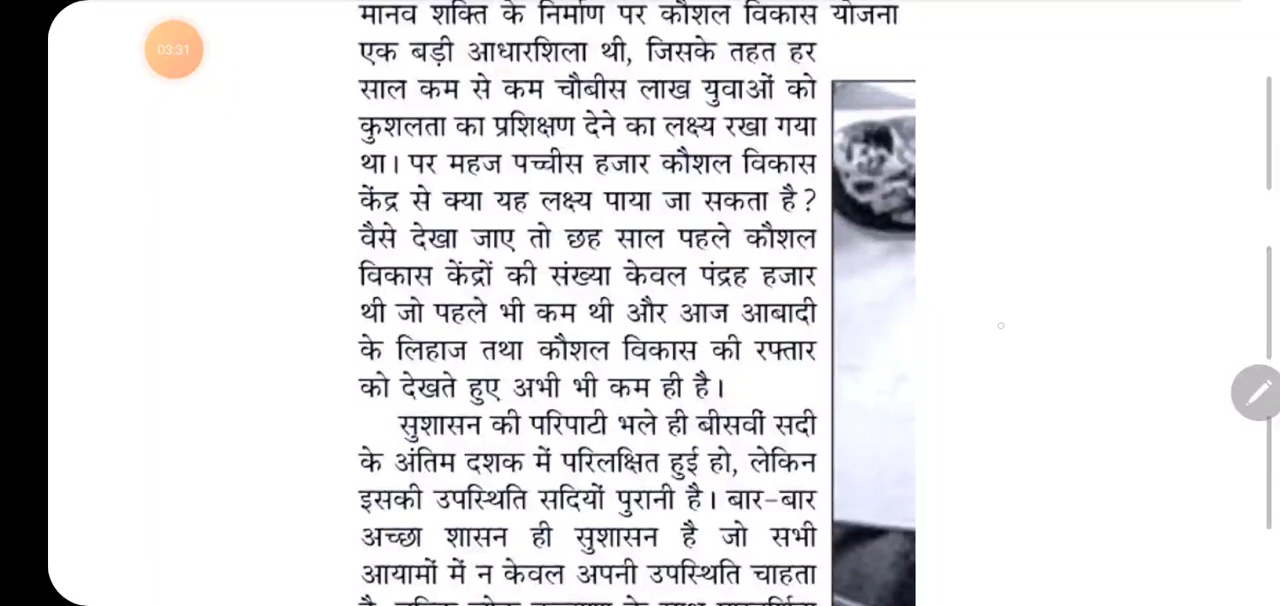 03:31
मानव शक्ति के निर्माण पर कौशल विकास योजना
एक बड़ी आधारशिला थी, जिसके तहत हर
साल कम से कम चौबीस लाख युवाओं को
कुशलता का प्रशिक्षण देने का लक्ष्य रखा गया
था। पर महज पच्चीस हजार कौशल विकास
केंद्र से क्या यह लक्ष्य पाया जा सकता है?
वैसे देखा जाए तो छह साल पहले कौशल
विकास केंद्रों की संख्या केवल पंद्रह हजार
थी जो पहले भी कम थी और आज आबादी
के लिहाज तथा कौशल विकास की रफ्तार
को देखते हुए अभी भी कम ही है।
सुशासन की परिपाटी भले ही बीसवीं सदी
के अंतिम दशक में परिलक्षित हुई हो, लेकिन
इसकी उपस्थिति सदियों पुरानी है। बार-बार
अच्छा शासन ही सुशासन है जो सभी
आयामों में न केवल अपनी उपस्थिति चाहता